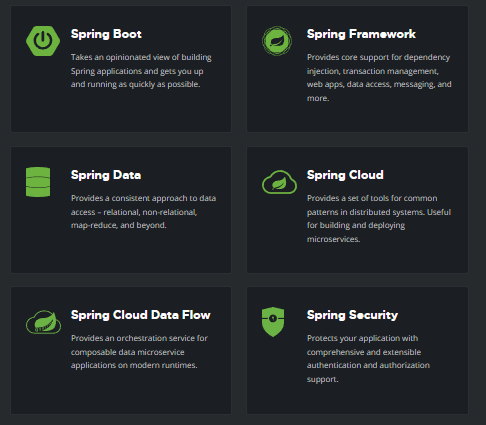 Spring Boot
Takes an opinionated view of building
Spring applications and gets you up
and running as quickly as possible.
Spring Framework
Provides core support for dependency
injection, transaction management,
web apps, data access, messaging, and
more.
Spring Data
Provides a consistent approach to data
access – relational, non-relational,
map-reduce, and beyond.
Spring Cloud
Provides a set of tools for common
patterns in distributed systems. Useful
for building and deploying
microservices.
Spring Cloud Data Flow
Provides an orchestration service for
composable data microservice
applications on modern runtimes.
Spring Security
Protects your application with
comprehensive and extensible
authentication and authorization
support.